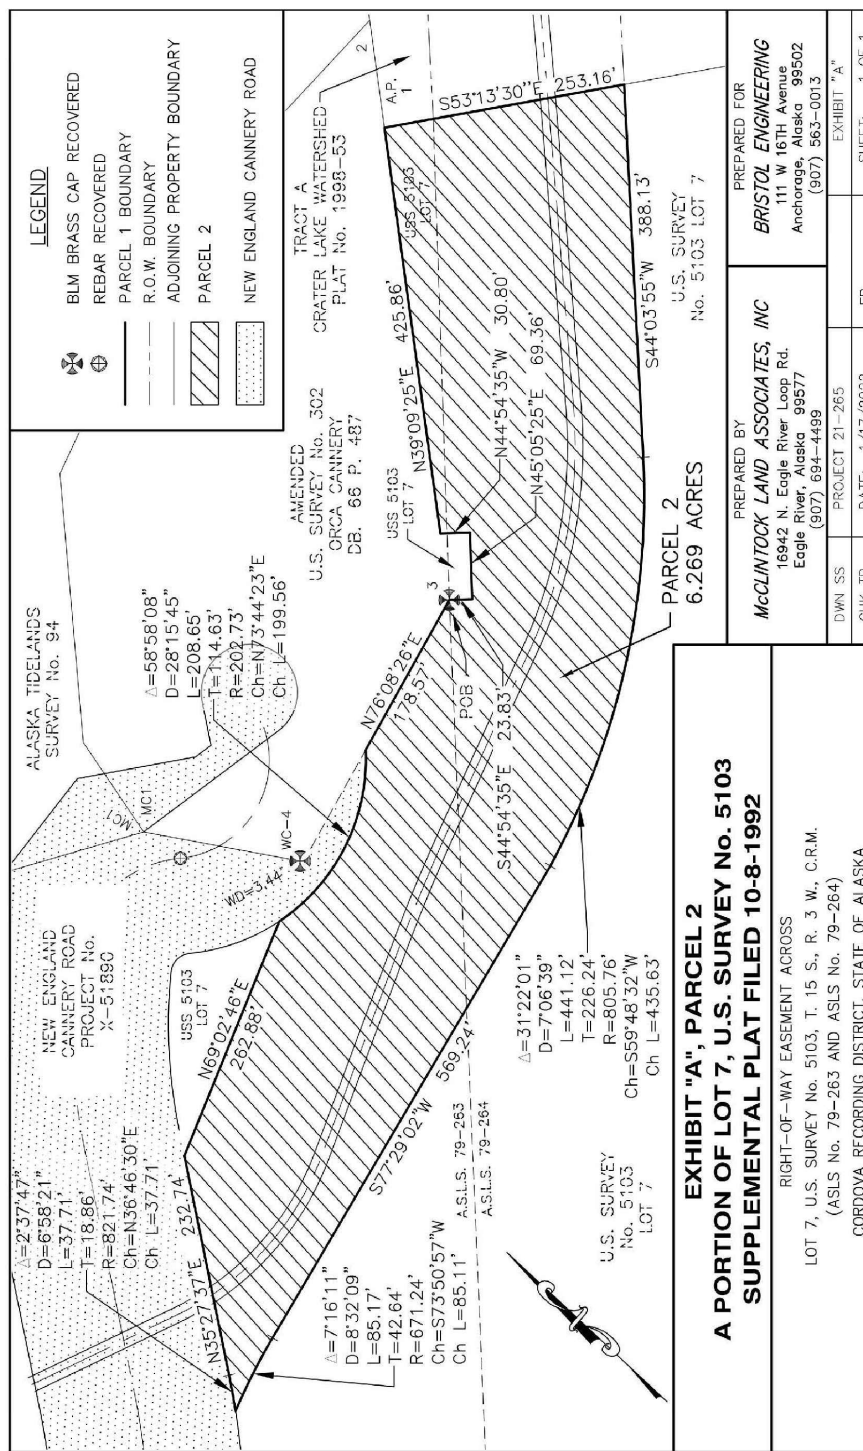 LEGEND
BLM BRASS CAP RECOVERED
REBAR RECOVERED
PARCEL 1 BOUNDARY
R.O.W. BOUNDARY
ADJOINING PROPERTY BOUNDARY
PARCEL 2
NEW ENGLAND CANNERY ROAD
ALASKA TIDELANDS
SURVEY No. 94
MC1
MC1
NEW ENGLAND
CANNERY ROAD
PROJECT No.
X-51890
WC-4
WD=3.44'
△=58°58'08"
D=28°15'45"
L=208.65'
T=114.63'
R=202.73'
Ch=N73°44'23"E
Ch L=199.56'
AMENDED
U.S. SURVEY No. 302
ORCA CANNERY
DB. 66 P. 487
TRACT A
CRATER LAKE WATERSHED
PLAT No. 1998-53
2
A.P.
1
USS 5103
LOT 7
S53°13'30"E 253.16'
N39°09'25"E 425.86'
USS 5103
LOT 7
3
N44°54'35"W 30.80'
N45°05'25"E 69.36'
S44°03'55"W 388.13'
U.S. SURVEY
No. 5103 LOT 7
N76°08'26"E
178.57'
POB
S44°54'35"E 23.83'
PARCEL 2
6.269 ACRES
USS 5103
LOT 7
N69°02'46"E
262.88'
△=2°37'47"
D=6°58'21"
L=37.71'
T=18.86'
R=821.74'
Ch=N36°46'30"E
Ch L=37.71'
N35°27'37"E 232.74'
S77°29'02"W 569.24'
A.S.L.S. 79-263
A.S.L.S. 79-264
△=7°16'11"
D=8°32'09"
L=85.17'
T=42.64'
R=671.24'
Ch=S73°50'57"W
Ch L=85.11'
△=31°22'01"
D=7°06'39"
L=441.12'
T=226.24'
R=805.76'
Ch=S59°48'32"W
Ch L=435.63'
U.S. SURVEY
No. 5103
LOT 7
EXHIBIT "A", PARCEL 2
A PORTION OF LOT 7, U.S. SURVEY No. 5103
SUPPLEMENTAL PLAT FILED 10-8-1992
RIGHT-OF-WAY EASEMENT ACROSS
LOT 7, U.S. SURVEY No. 5103, T. 15 S., R. 3 W., C.R.M.
(ASLS No. 79-263 AND ASLS No. 79-264)
CORDOVA RECORDING DISTRICT, STATE OF ALASKA
PREPARED BY
McCLINTOCK LAND ASSOCIATES, INC
16942 N. Eagle River Loop Rd.
Eagle River, Alaska 99577
(907) 694-4499
PREPARED FOR
BRISTOL ENGINEERING
111 W 16TH Avenue
Anchorage, Alaska 99502
(907) 563-0013
DWN SS
PROJECT 21-265
EXHIBIT "A"
SHEET: 1 OF 1